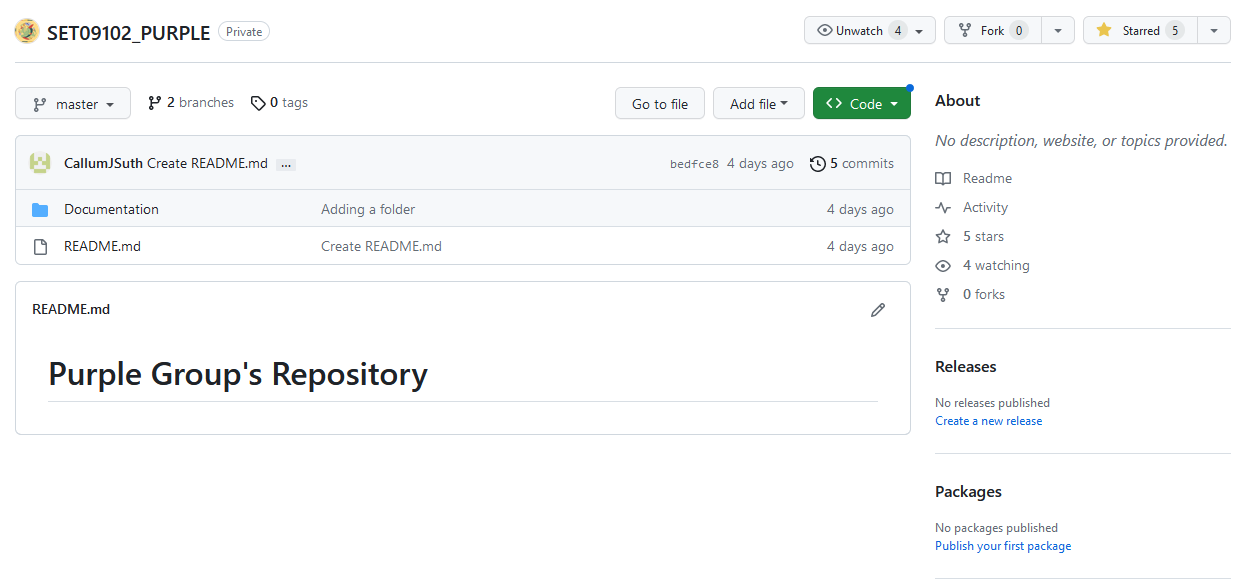 SET09102_PURPLE Private Unwatch 4 Fork 0 Starred 5
master 2 branches 0 tags Go to file Add file Code
CallumJSuth Create README.md ... bedfce8 4 days ago 5 commits
Documentation Adding a folder 4 days ago
README.md Create README.md 4 days ago
README.md
Purple Group's Repository
About
No description, website, or topics provided.
Readme
Activity
5 stars
4 watching
0 forks
Releases
No releases published
Create a new release
Packages
No packages published
Publish your first package